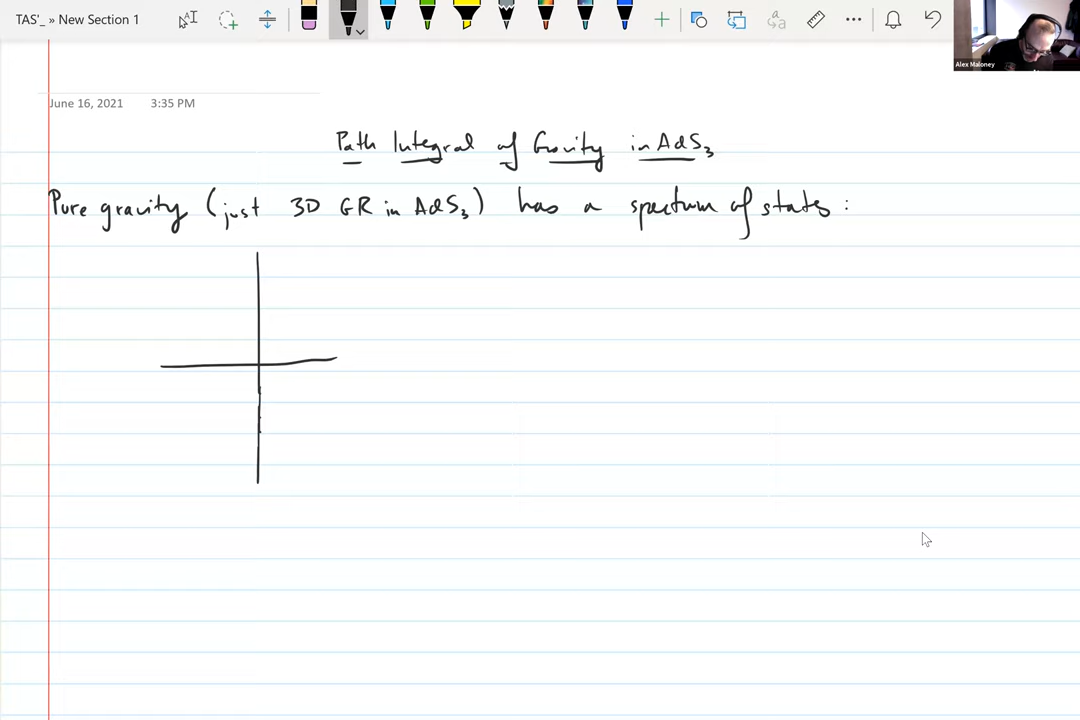 TAS'_ » New Section 1
Alex Maloney
June 16, 2021 3:35 PM
Path Integral of Gravity in AdS3
Pure gravity (just 3D GR in AdS3) has a spectrum of states: